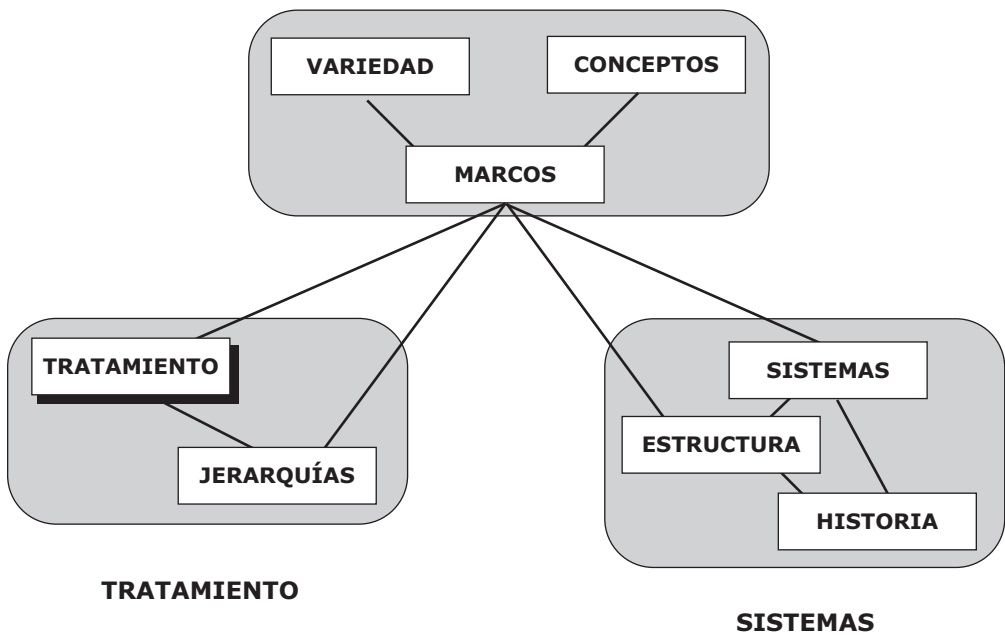 VARIEDAD
CONCEPTOS
MARCOS
TRATAMIENTO
JERARQUÍAS
SISTEMAS
ESTRUCTURA
HISTORIA
TRATAMIENTO
SISTEMAS